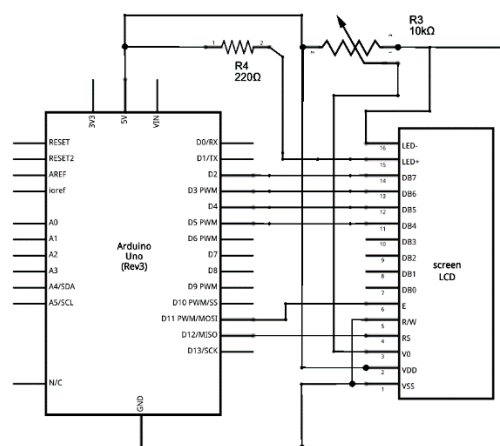 R3
10kΩ
1
2
R4
220Ω
3V3
5V
VIN
RESET
RESET2
AREF
ioref
A0
A1
A2
A3
A4/SDA
A5/SCL
N/C
Arduino
Uno
(Rev3)
D0/RX
D1/TX
D2
D3 PWM
D4
D5 PWM
D6 PWM
D7
D8
D9 PWM
D10 PWM/SS
D11 PWM/MOSI
D12/MISO
D13/SCK
GND
16 LED-
15 LED+
14 DB7
13 DB6
12 DB5
11 DB4
10 DB3
9 DB2
8 DB1
7 DB0
6 E
5 R/W
4 RS
3 V0
2 VDD
1 VSS
screen
LCD